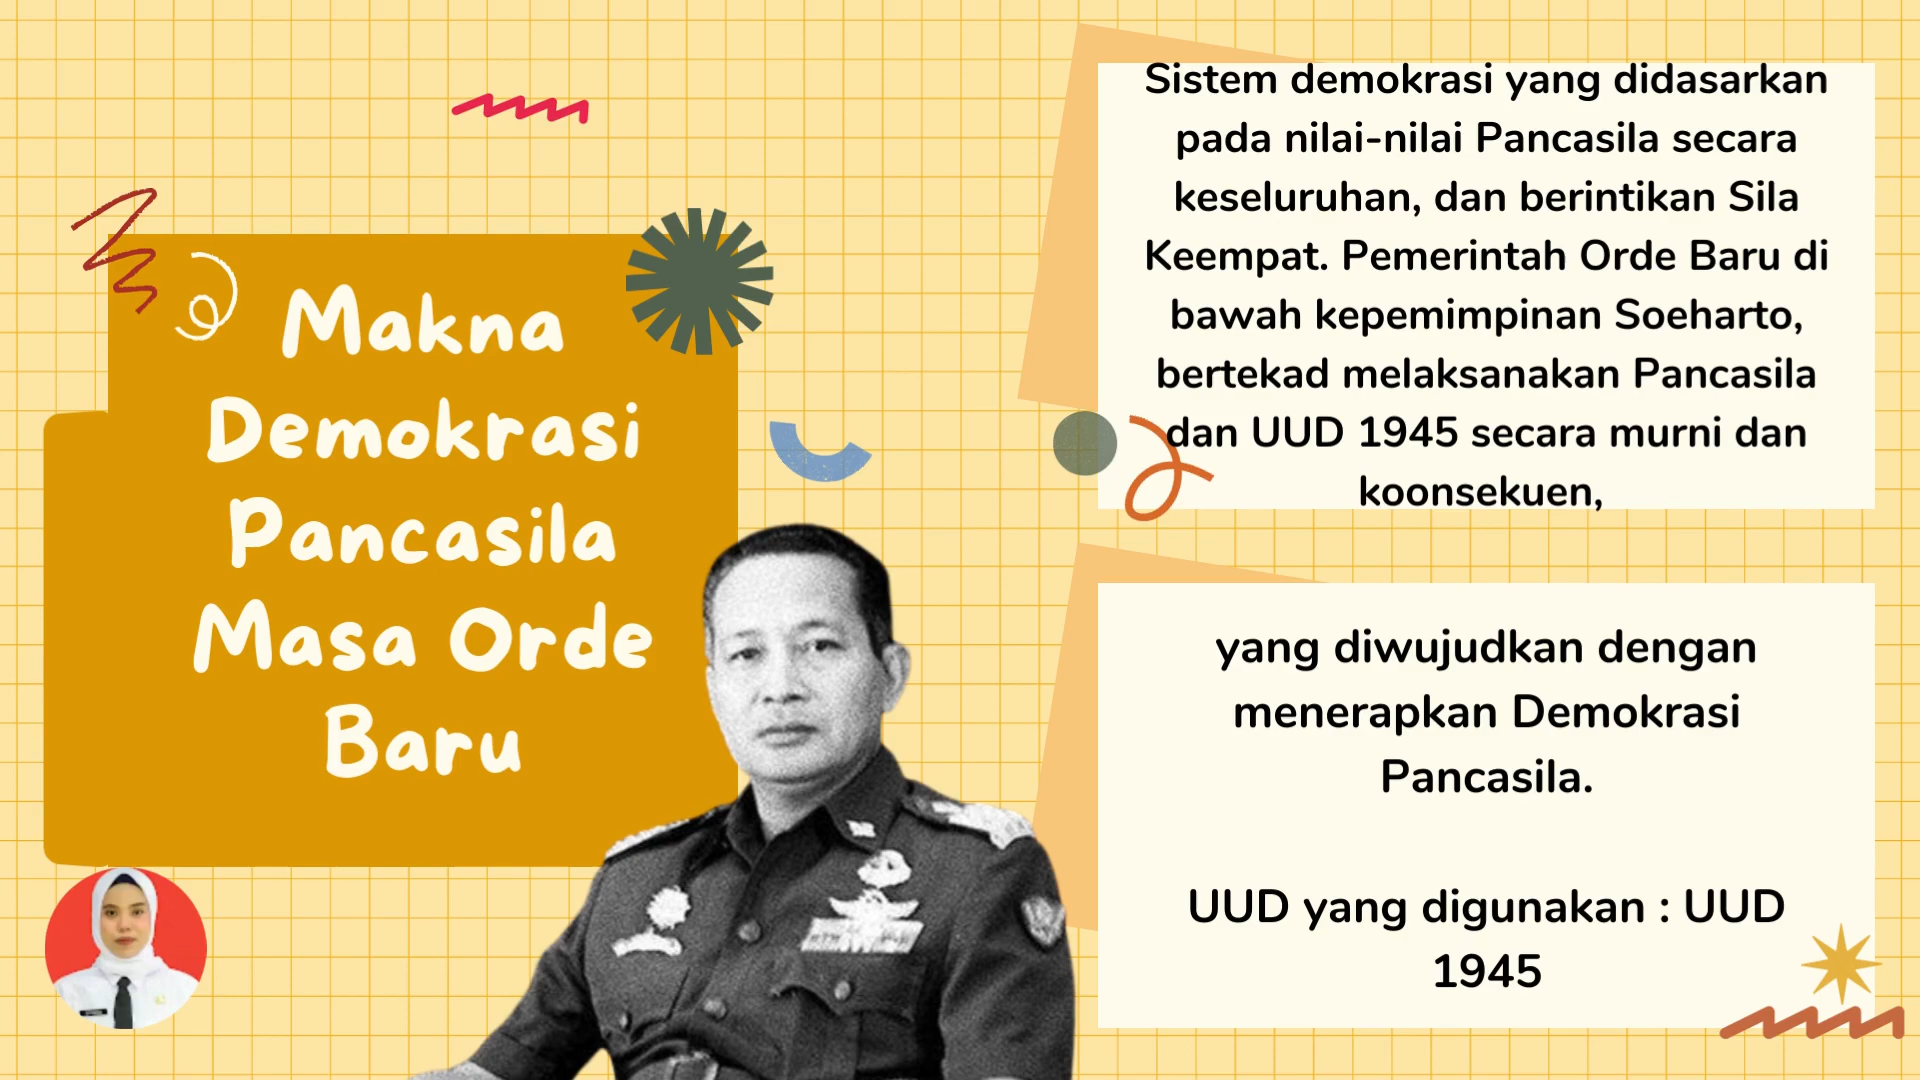 Makna
Demokrasi
Pancasila
Masa Orde
Baru
Sistem demokrasi yang didasarkan
pada nilai-nilai Pancasila secara
keseluruhan, dan berintikan Sila
Keempat. Pemerintah Orde Baru di
bawah kepemimpinan Soeharto,
bertekad melaksanakan Pancasila
dan UUD 1945 secara murni dan
koonsekuen,
yang diwujudkan dengan
menerapkan Demokrasi
Pancasila.
UUD yang digunakan : UUD
1945